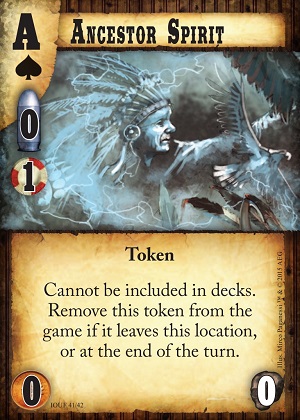 A
Ancestor Spirit
0
1
Token
Cannot be included in decks.
Remove this token from the
game if it leaves this location,
or at the end of the turn.
0
0